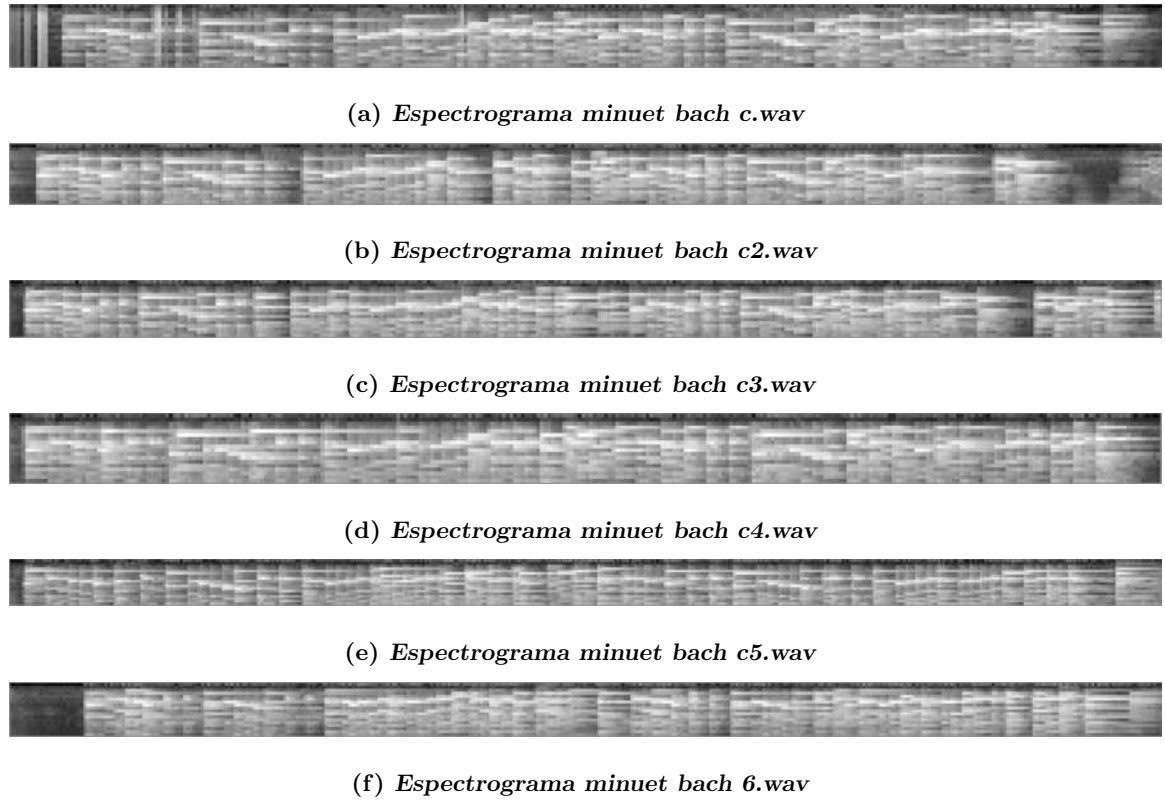 (a) Espectrograma minuet bach c.wav
(b) Espectrograma minuet bach c2.wav
(c) Espectrograma minuet bach c3.wav
(d) Espectrograma minuet bach c4.wav
(e) Espectrograma minuet bach c5.wav
(f) Espectrograma minuet bach 6.wav